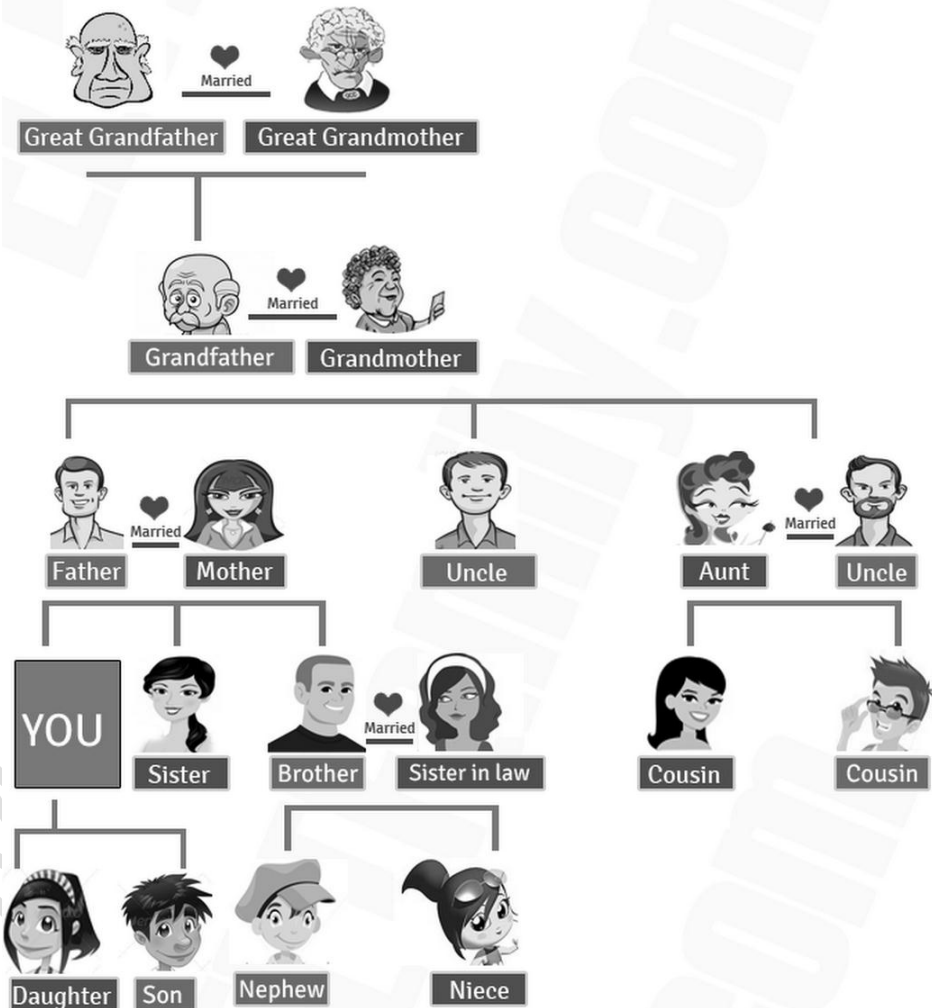 Married
Great Grandfather Great Grandmother
Married
Grandfather Grandmother
Married Married
Father Mother Uncle Aunt Uncle
YOU Married
Sister Brother Sister in law Cousin Cousin
Daughter Son Nephew Niece